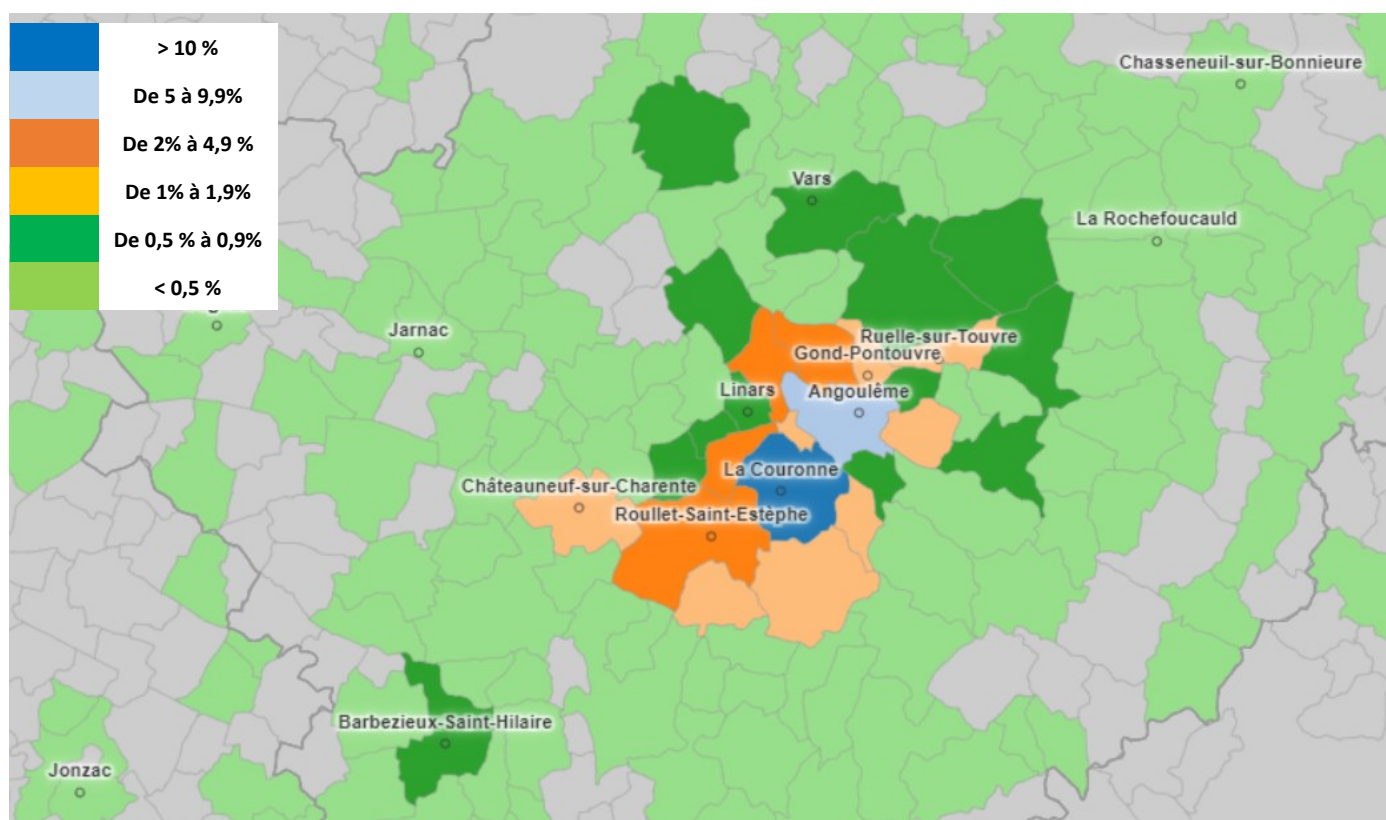 > 10 %
De 5 à 9,9%
De 2% à 4,9 %
De 1% à 1,9%
De 0,5 % à 0,9%
< 0,5 %
Chasseneuil-sur-Bonnieure
Vars
La Rochefoucauld
Jarnac
Ruelle-sur-Touvre
Gond-Pontouvre
Linars
Angoulême
La Couronne
Châteauneuf-sur-Charente
Roullet-Saint-Estèphe
Barbezieux-Saint-Hilaire
Jonzac